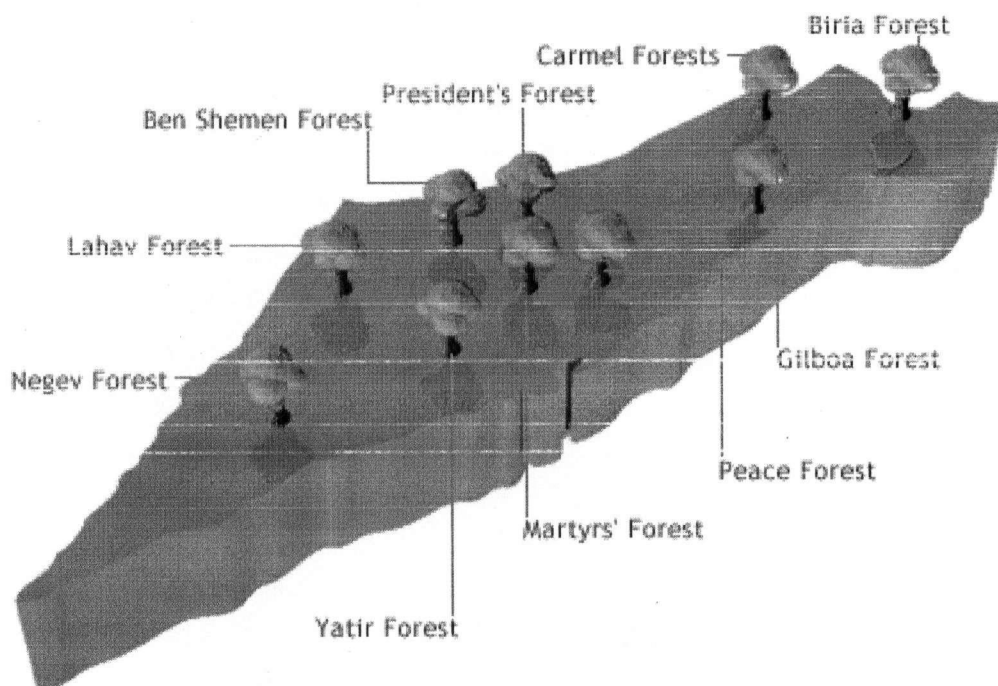 Biria Forest
Carmel Forests
President's Forest
Ben Shemen Forest
Lahav Forest
Gilboa Forest
Negev Forest
Peace Forest
Martyrs' Forest
Yatir Forest